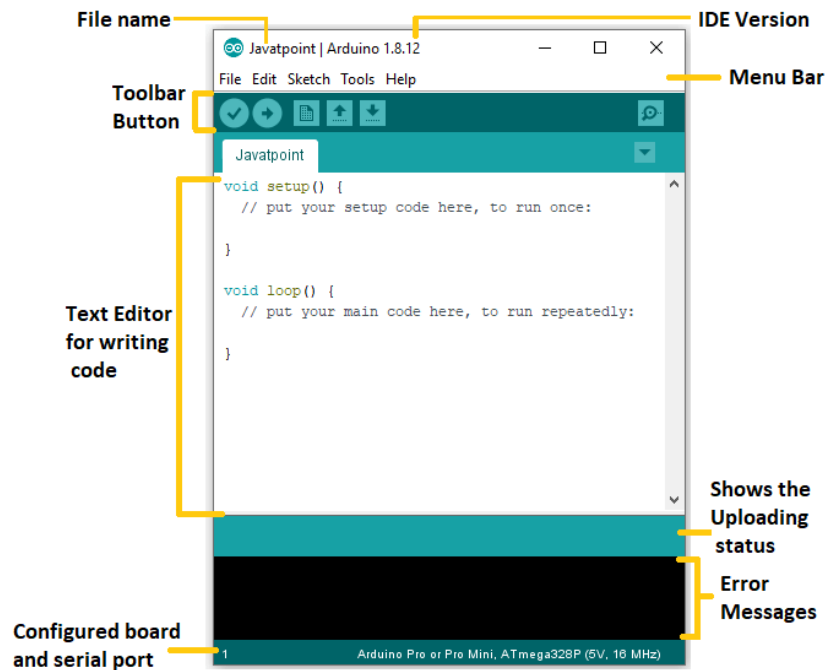 File name
IDE Version
Javatpoint | Arduino 1.8.12
File Edit Sketch Tools Help
Menu Bar
Toolbar
Button
Javatpoint
void setup() {
// put your setup code here, to run once:
}
void loop() {
// put your main code here, to run repeatedly:
}
Text Editor
for writing
code
Shows the
Uploading
status
Error
Messages
Configured board
and serial port
1
Arduino Pro or Pro Mini, ATmega328P (5V, 16 MHz)